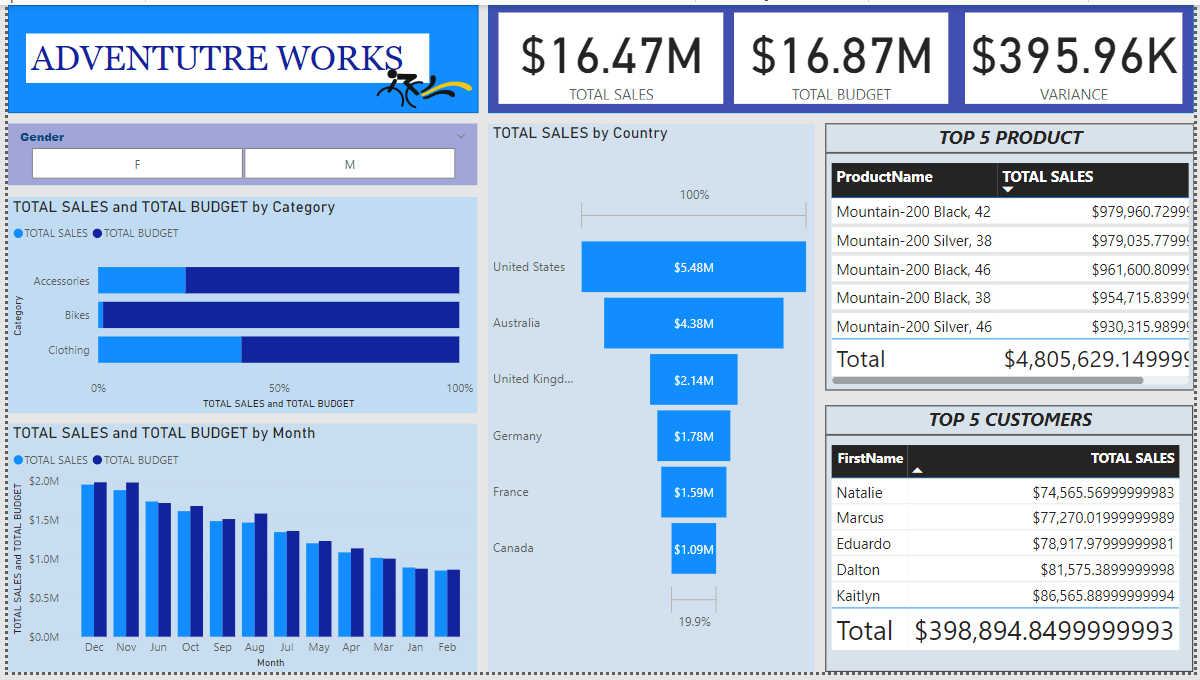 ADVENTUTRE WORKS
$16.47M
TOTAL SALES
$16.87M
TOTAL BUDGET
$395.96K
VARIANCE
Gender
F
M
TOTAL SALES and TOTAL BUDGET by Category
TOTAL SALES TOTAL BUDGET
Category
Accessories
Bikes
Clothing
0% 50% 100%
TOTAL SALES and TOTAL BUDGET
TOTAL SALES and TOTAL BUDGET by Month
TOTAL SALES TOTAL BUDGET
TOTAL SALES and TOTAL BUDGET
$2.0M
$1.5M
$1.0M
$0.5M
$0.0M
Dec Nov Jun Oct Sep Aug Jul May Apr Mar Jan Feb
Month
TOTAL SALES by Country
100%
United States $5.48M
Australia $4.38M
United Kingd... $2.14M
Germany $1.78M
France $1.59M
Canada $1.09M
19.9%
TOP 5 PRODUCT
ProductName TOTAL SALES
Mountain-200 Black, 42 $979,960.72999
Mountain-200 Silver, 38 $979,035.77999
Mountain-200 Black, 46 $961,600.80999
Mountain-200 Black, 38 $954,715.83999
Mountain-200 Silver, 46 $930,315.98999
Total $4,805,629.149999
TOP 5 CUSTOMERS
FirstName TOTAL SALES
Natalie $74,565.56999999983
Marcus $77,270.01999999989
Eduardo $78,917.97999999981
Dalton $81,575.3899999998
Kaitlyn $86,565.88999999994
Total $398,894.8499999993